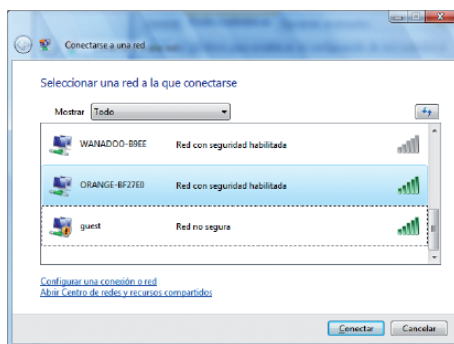 Conectarse a una red
Seleccionar una red a la que conectarse
Mostrar Todo
WANADOO-B9EE Red con seguridad habilitada
ORANGE-BF27E0 Red con seguridad habilitada
guest Red no segura
Configurar una conexión o red
Abrir Centro de redes y recursos compartidos
Conectar Cancelar